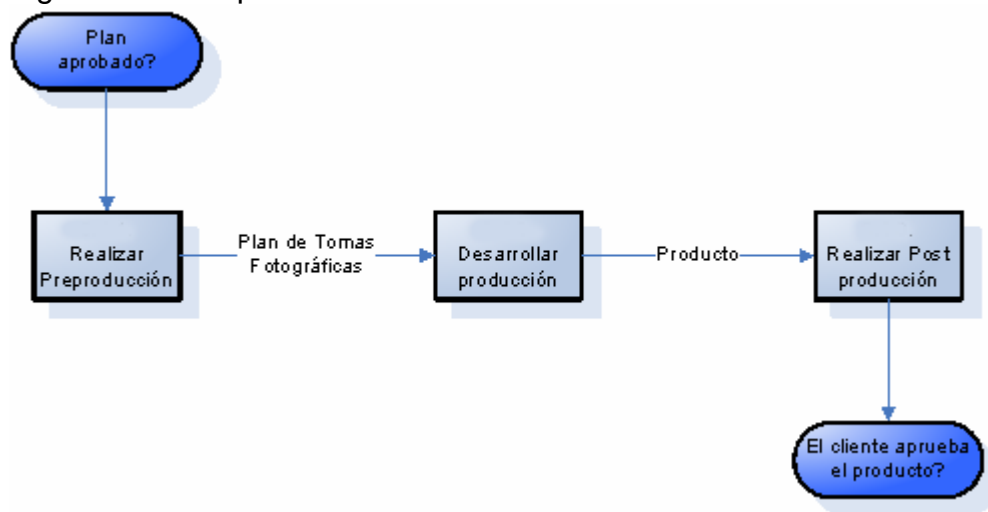 Plan
aprobado?
Realizar
Preproducción
Plan de Tomas
Fotográficas
Desarrollar
producción
Producto
Realizar Post
producción
El cliente aprueba
el producto?